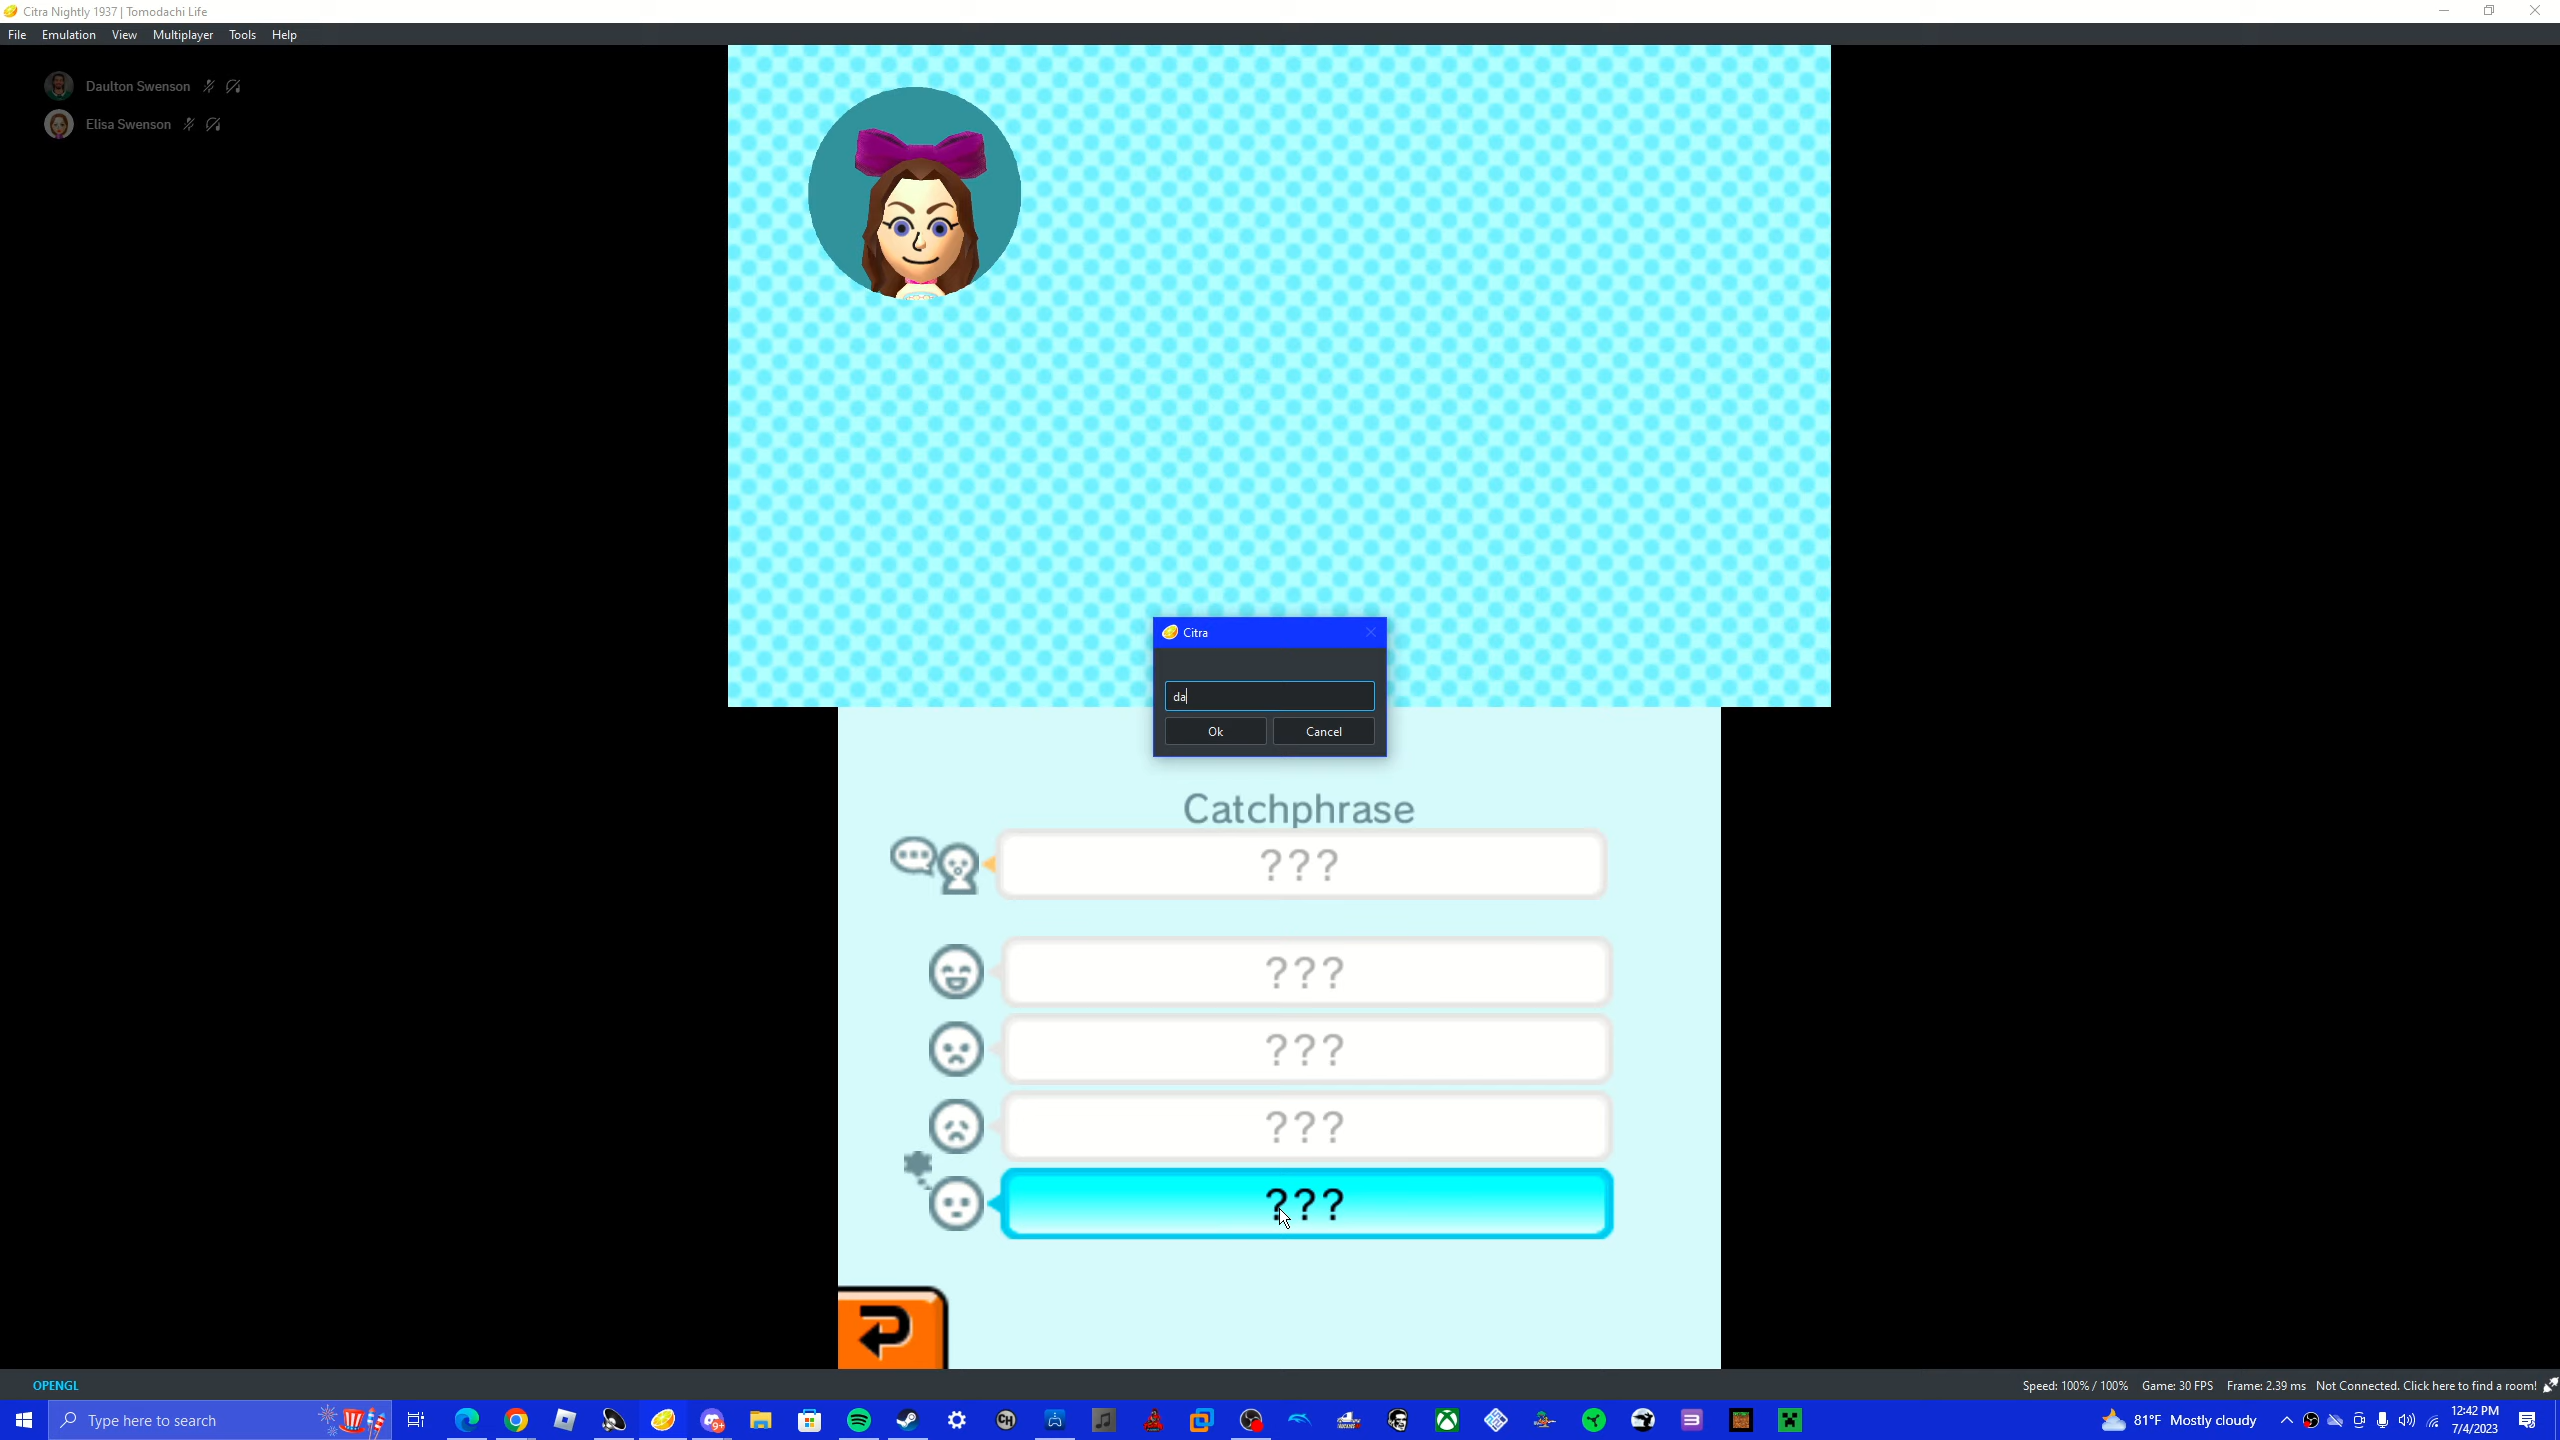 Citra Nightly 1937 | Tomodachi Life
File Emulation View Multiplayer Tools Help
Daulton Swenson
Elisa Swenson
Citra
da
Ok Cancel
Catchphrase
???
???
???
???
???
OPENGL
Speed: 100% / 100% Game: 30 FPS Frame: 2.39 ms Not Connected. Click here to find a room!
Type here to search
9+
CH
81°F Mostly cloudy
12:42 PM
7/4/2023